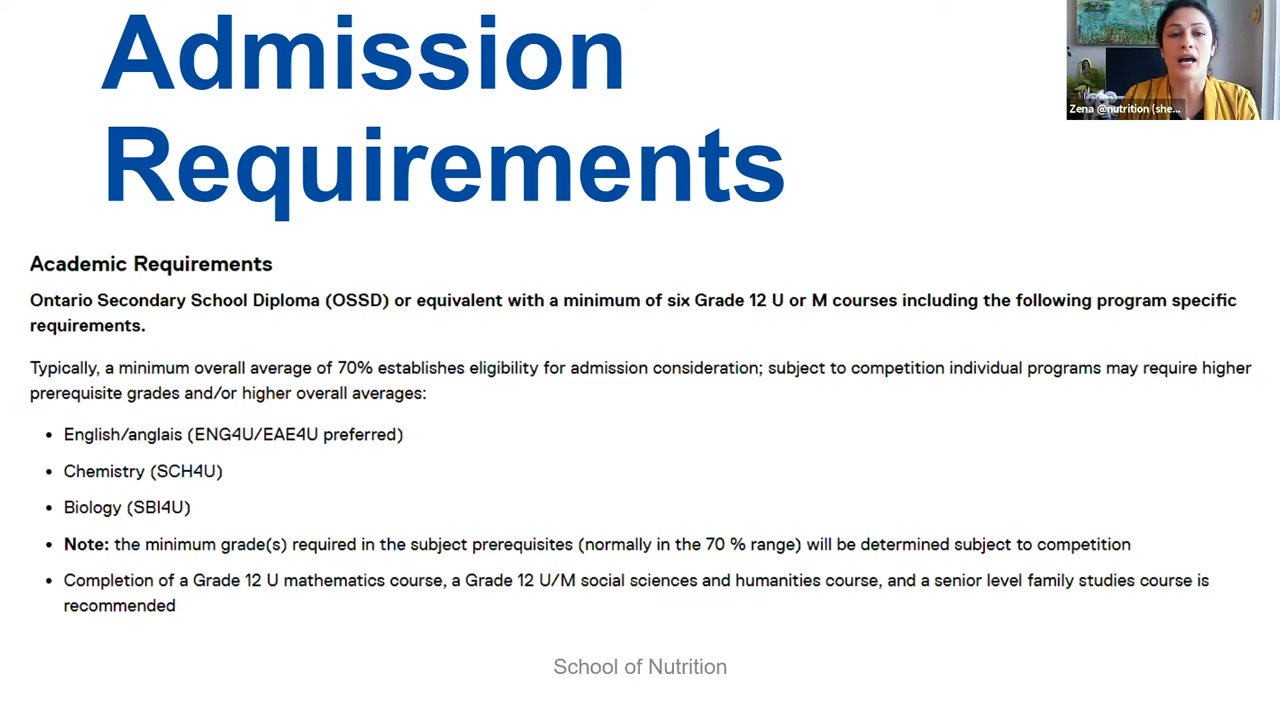 Admission
Requirements
Zena @nutrition (she...
Academic Requirements
Ontario Secondary School Diploma (OSSD) or equivalent with a minimum of six Grade 12 U or M courses including the following program specific
requirements.
Typically, a minimum overall average of 70% establishes eligibility for admission consideration; subject to competition individual programs may require higher
prerequisite grades and/or higher overall averages:
• English/anglais (ENG4U/EAE4U preferred)
• Chemistry (SCH4U)
• Biology (SBI4U)
• Note: the minimum grade(s) required in the subject prerequisites (normally in the 70 % range) will be determined subject to competition
• Completion of a Grade 12 U mathematics course, a Grade 12 U/M social sciences and humanities course, and a senior level family studies course is
recommended
School of Nutrition